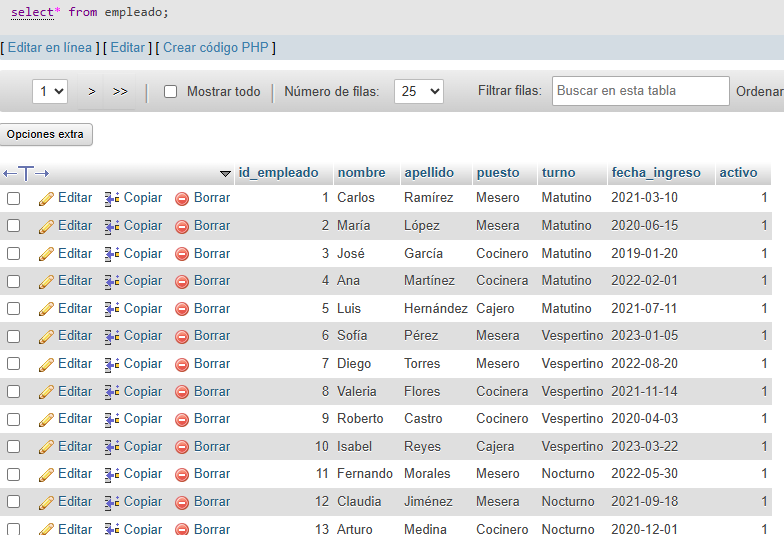 select* from empleado;
[ Editar en línea ] [ Editar ] [ Crear código PHP ]
1 > >> | Mostrar todo | Número de filas: 25 Filtrar filas: Buscar en esta tabla Ordenar
Opciones extra
←T→ id_empleado nombre apellido puesto turno fecha_ingreso activo
Editar Copiar Borrar 1 Carlos Ramírez Mesero Matutino 2021-03-10 1
Editar Copiar Borrar 2 María López Mesera Matutino 2020-06-15 1
Editar Copiar Borrar 3 José García Cocinero Matutino 2019-01-20 1
Editar Copiar Borrar 4 Ana Martínez Cocinera Matutino 2022-02-01 1
Editar Copiar Borrar 5 Luis Hernández Cajero Matutino 2021-07-11 1
Editar Copiar Borrar 6 Sofía Pérez Mesera Vespertino 2023-01-05 1
Editar Copiar Borrar 7 Diego Torres Mesero Vespertino 2022-08-20 1
Editar Copiar Borrar 8 Valeria Flores Cocinera Vespertino 2021-11-14 1
Editar Copiar Borrar 9 Roberto Castro Cocinero Vespertino 2020-04-03 1
Editar Copiar Borrar 10 Isabel Reyes Cajera Vespertino 2023-03-22 1
Editar Copiar Borrar 11 Fernando Morales Mesero Nocturno 2022-05-30 1
Editar Copiar Borrar 12 Claudia Jiménez Mesera Nocturno 2021-09-18 1
Editar Copiar Borrar 13 Arturo Medina Cocinero Nocturno 2020-12-01 1